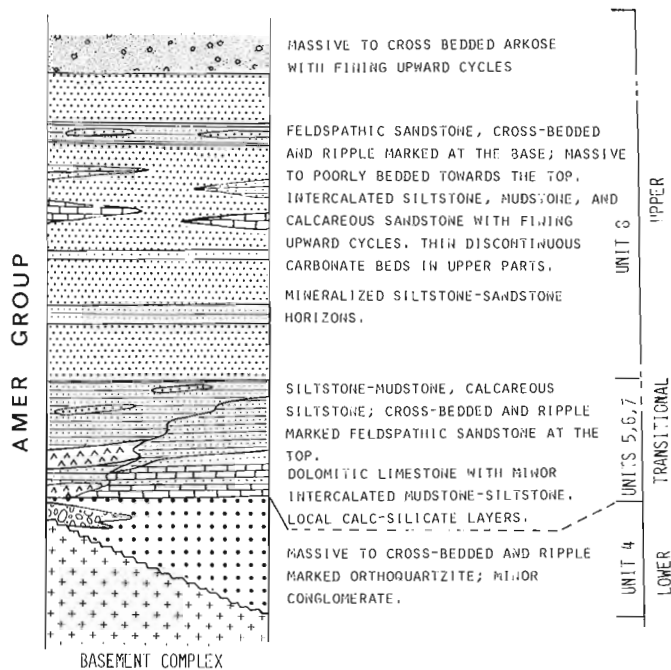 MASSIVE TO CROSS BEDDED ARKOSE
WITH FINING UPWARD CYCLES
FELDSPATHIC SANDSTONE, CROSS-BEDDED
AND RIPPLE MARKED AT THE BASE; MASSIVE
TO POORLY BEDDED TOWARDS THE TOP.
INTERCALATED SILTSTONE, MUDSTONE, AND
CALCAREOUS SANDSTONE WITH FINING
UPWARD CYCLES. THIN DISCONTINUOUS
CARBONATE BEDS IN UPPER PARTS.
MINERALIZED SILTSTONE-SANDSTONE
HORIZONS.
SILTSTONE-MUDSTONE, CALCAREOUS
SILTSTONE; CROSS-BEDDED AND RIPPLE
MARKED FELDSPATHIC SANDSTONE AT THE
TOP.
DOLOMITIC LIMESTONE WITH MINOR
INTERCALATED MUDSTONE-SILTSTONE.
LOCAL CALC-SILICATE LAYERS.
MASSIVE TO CROSS-BEDDED AND RIPPLE
MARKED ORTHOQUARTZITE; MINOR
CONGLOMERATE.
AMER GROUP
UNIT 8
UPPER
UNITS 5,6,7
TRANSITIONAL
UNIT 4
LOWER
BASEMENT COMPLEX